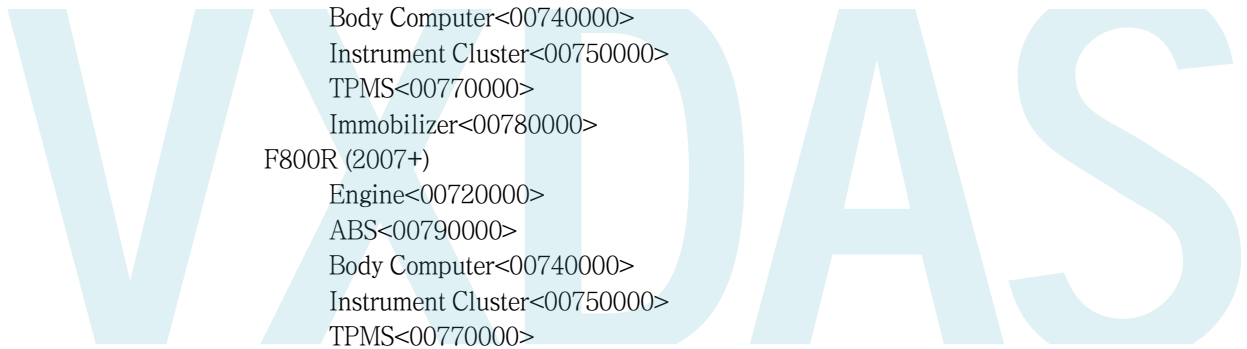 Body Computer<00740000>
Instrument Cluster<00750000>
TPMS<00770000>
Immobilizer<00780000>
F800R (2007+)
Engine<00720000>
ABS<00790000>
Body Computer<00740000>
Instrument Cluster<00750000>
TPMS<00770000>
VXDAS